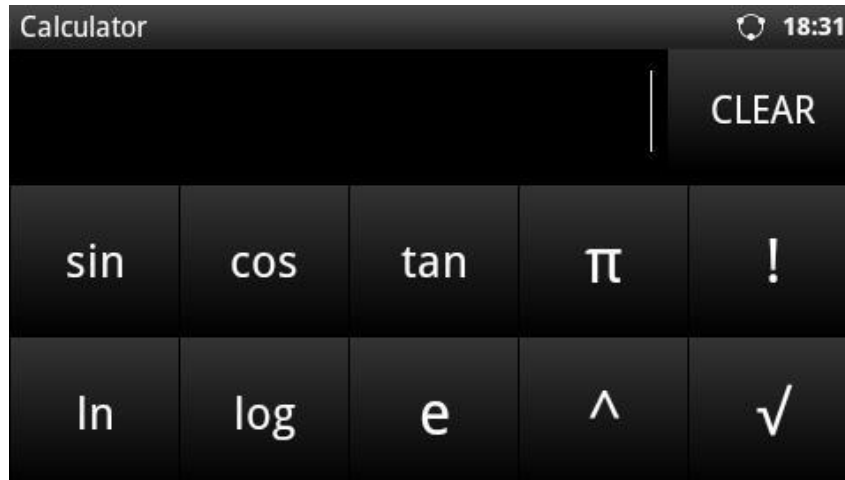 Calculator 18:31
CLEAR
sin cos tan π !
ln log e ^ √